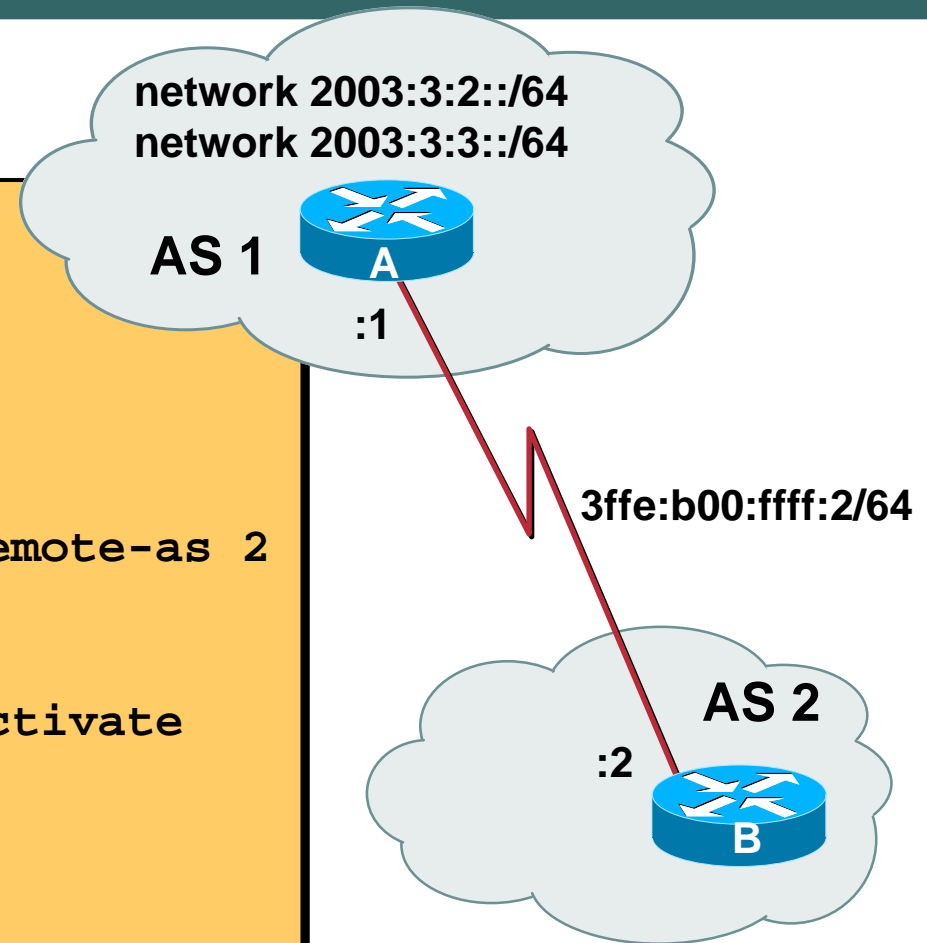 network 2003:3:2::/64
network 2003:3:3::/64
AS 1
A
:1
3ffe:b00:ffff:2/64
emote-as 2
ctivate
AS 2
:2
B